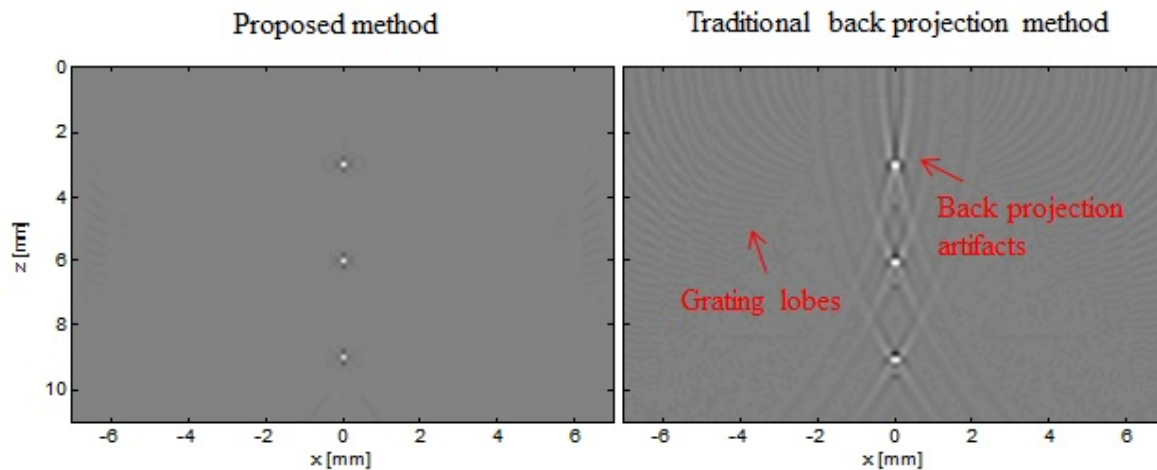 Proposed method
Traditional back projection method
0
2
4
6
8
10
z [mm]
-6
-4
-2
0
2
4
6
x [mm]
Back projection
artifacts
Grating lobes
-6
-4
-2
0
2
4
6
x [mm]